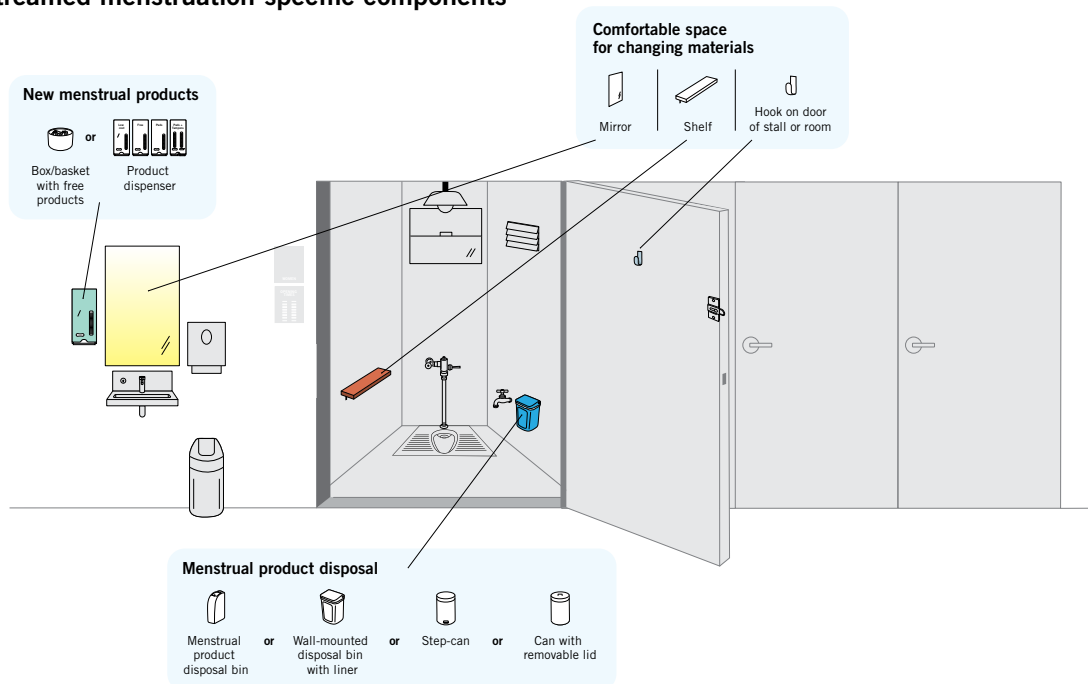 menstruation-specific components
Comfortable space
for changing materials
Mirror
Shelf
Hook on door
of stall or room
New menstrual products
or
Box/basket
with free
products
Product
dispenser
Menstrual product disposal
Menstrual
product
disposal bin
or
Wall-mounted
disposal bin
with liner
or
Step-can
or
Can with
removable lid